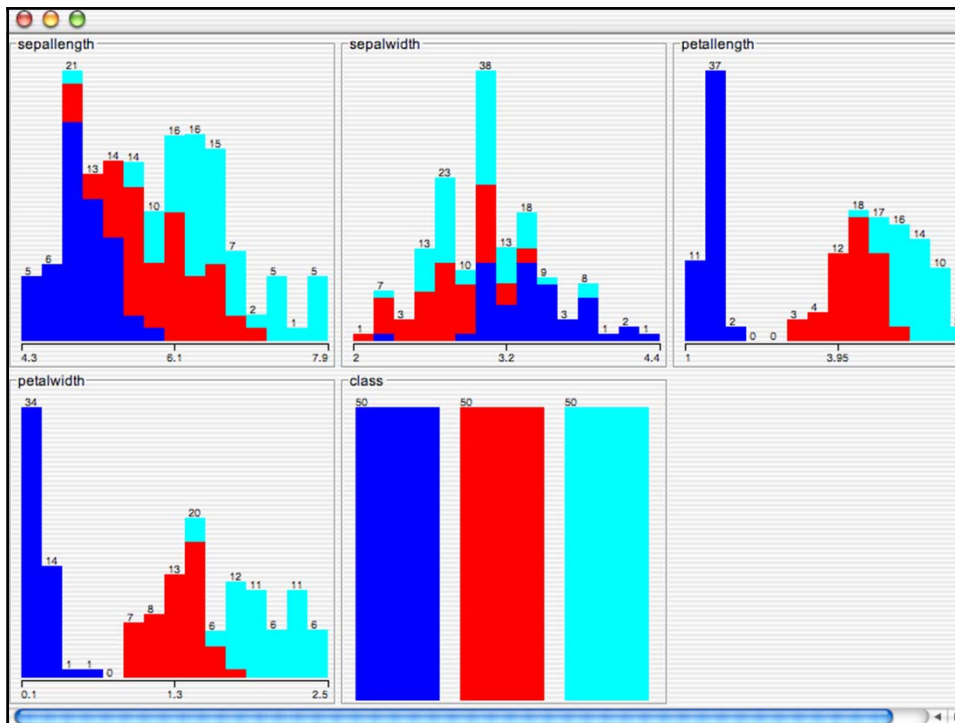 sepallength
21
5 6 13 14 14 10 16 16 15 7 2 5 1 5
4.3 6.1 7.9
sepalwidth
38
1 7 3 13 23 10 13 18 9 3 8 1 2 1
2 3.2 4.4
petallength
37
11 2 0 0 3 4 12 18 17 16 14 10
1 3.95
petalwidth
34
14 1 1 0 7 8 13 20 6 12 11 6 11 6
0.1 1.3 2.5
class
50 50 50